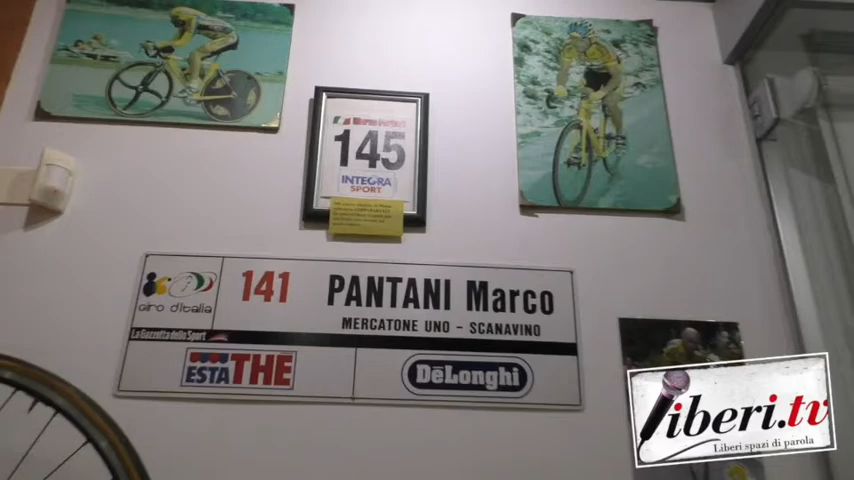 145
INTEGRA
SPORT
giro d'Italia
La Gazzetta dello Sport
141 PANTANI Marco
MERCATONE UNO - SCANAVINO
ESTATHE
DeLonghi
liberi.tv
Liberi spazi di parola